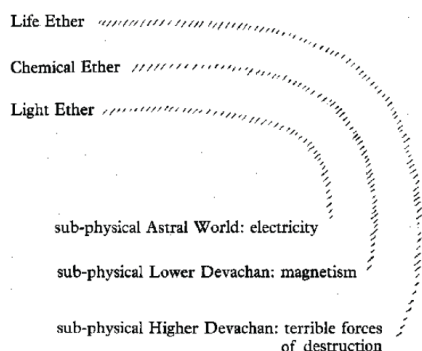 Life Ether
Chemical Ether
Light Ether
sub-physical Astral World: electricity
sub-physical Lower Devachan: magnetism
sub-physical Higher Devachan: terrible forces
of destruction